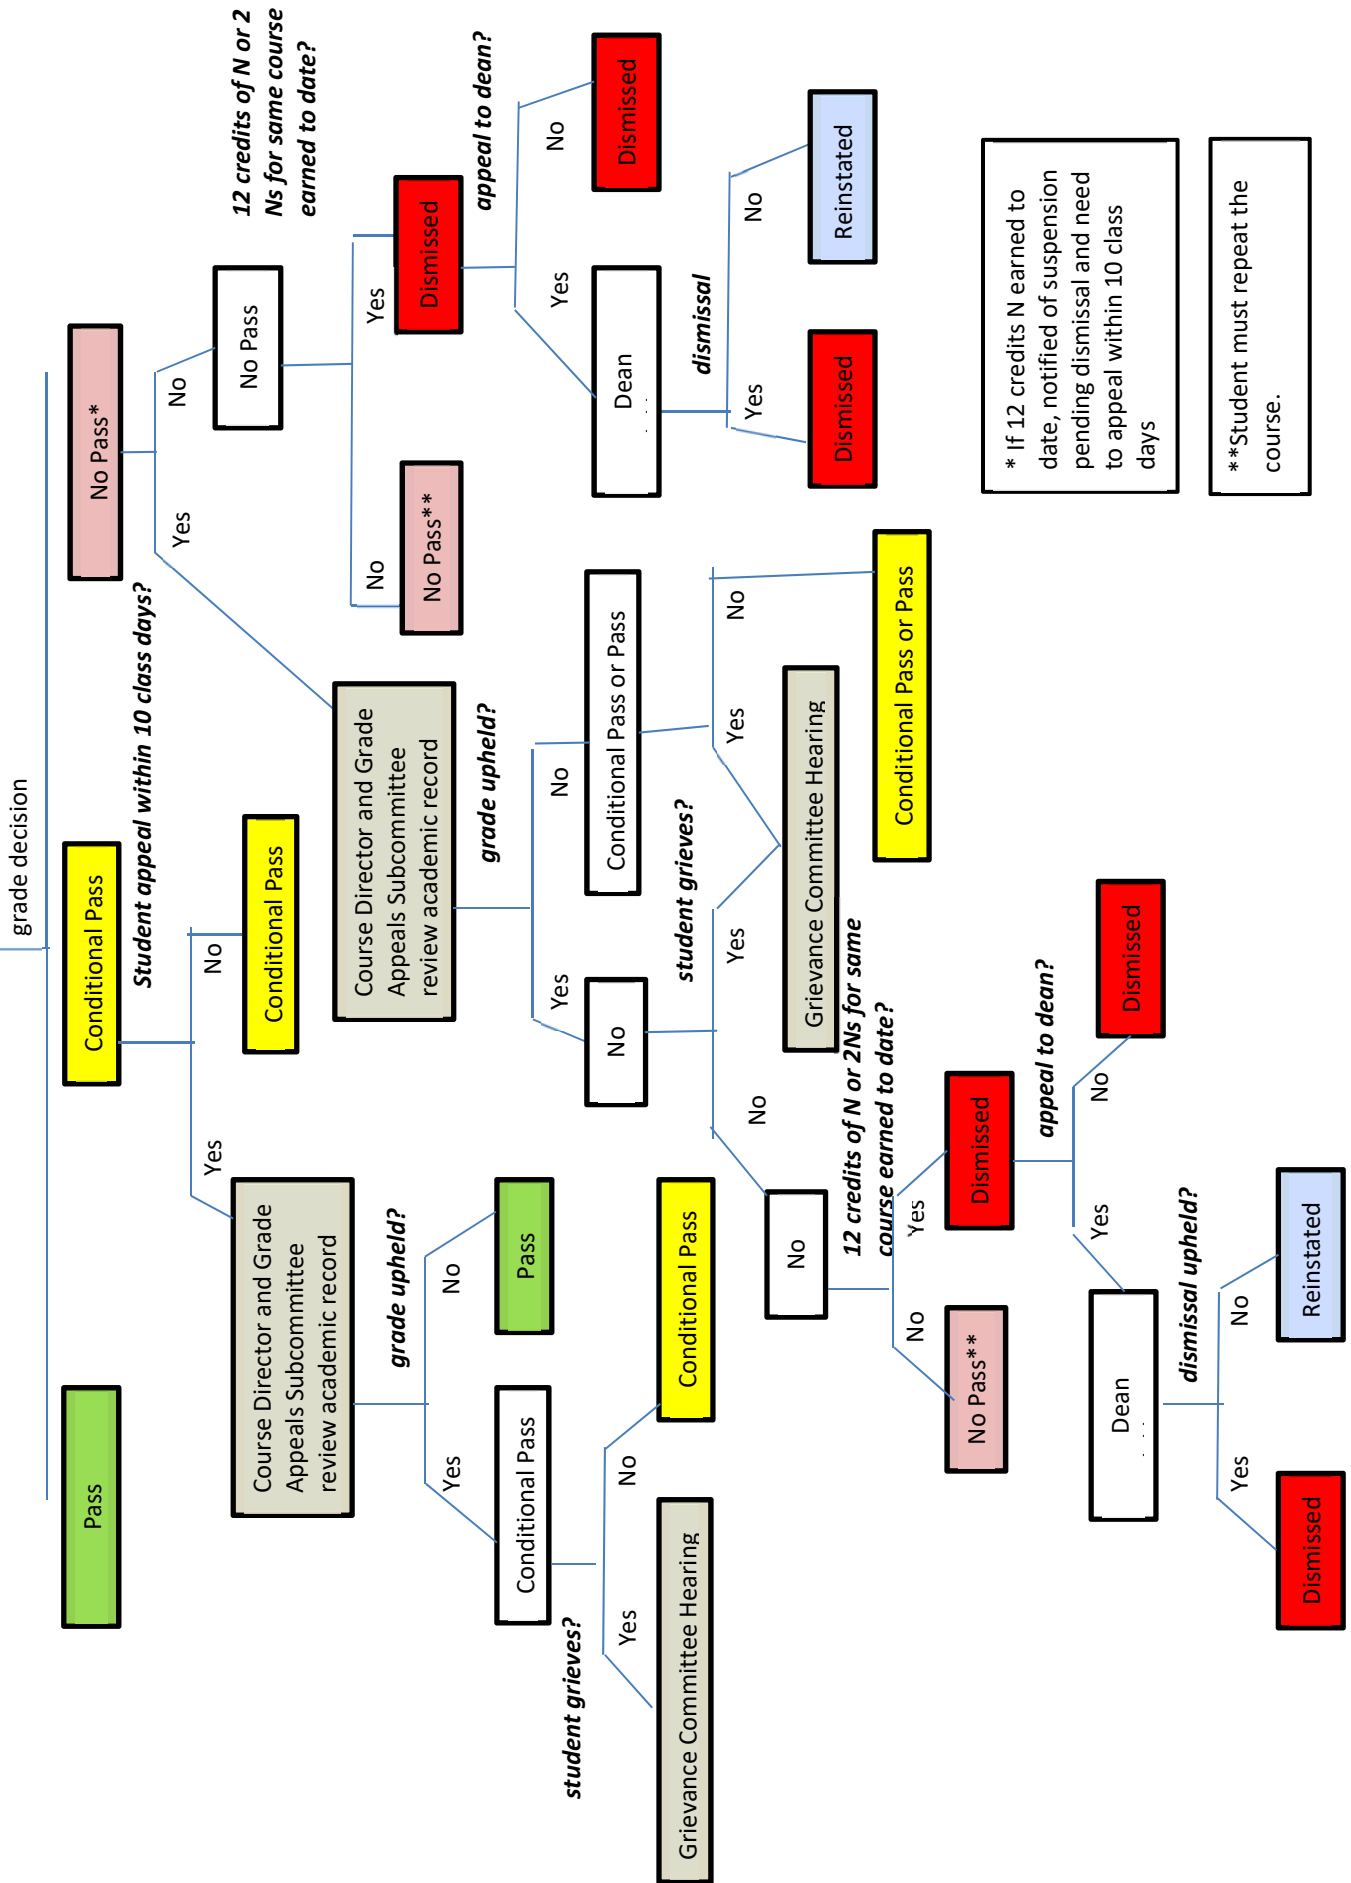 grade decision
Pass
Conditional Pass
No Pass*
Student appeal within 10 class days?
Yes
No
Yes
No
Course Director and Grade
Appeals Subcommittee
review academic record
Conditional Pass
No Pass
12 credits of N or 2
Ns for same course
earned to date?
grade upheld?
Yes
No
Course Director and Grade
Appeals Subcommittee
review academic record
No
Yes
No Pass**
Dismissed
Conditional Pass
Pass
grade upheld?
Yes
No
appeal to dean?
Yes
No
student grieves?
Yes
No
No
Conditional Pass or Pass
Dean
Dismissed
Grievance Committee Hearing
Conditional Pass
student grieves?
No
Yes
Yes
No
dismissal
Yes
No
No
Grievance Committee Hearing
Dismissed
Reinstated
12 credits of N or 2Ns for same
course earned to date?
No
Yes
Conditional Pass or Pass
No Pass**
Dismissed
appeal to dean?
Yes
No
Dean
Dismissed
dismissal upheld?
Yes
No
Dismissed
Reinstated
* If 12 credits N earned to
date, notified of suspension
pending dismissal and need
to appeal within 10 class
days
**Student must repeat the
course.